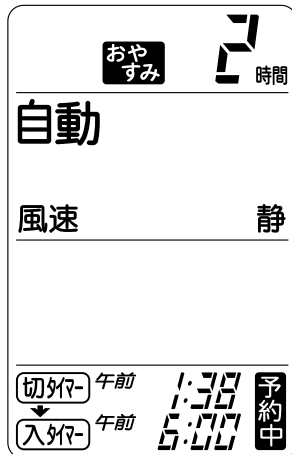 おやすみ 2時間
自動
風速 静
切タイマー 午前 1:38 予約中
入タイマー 午前 6:00